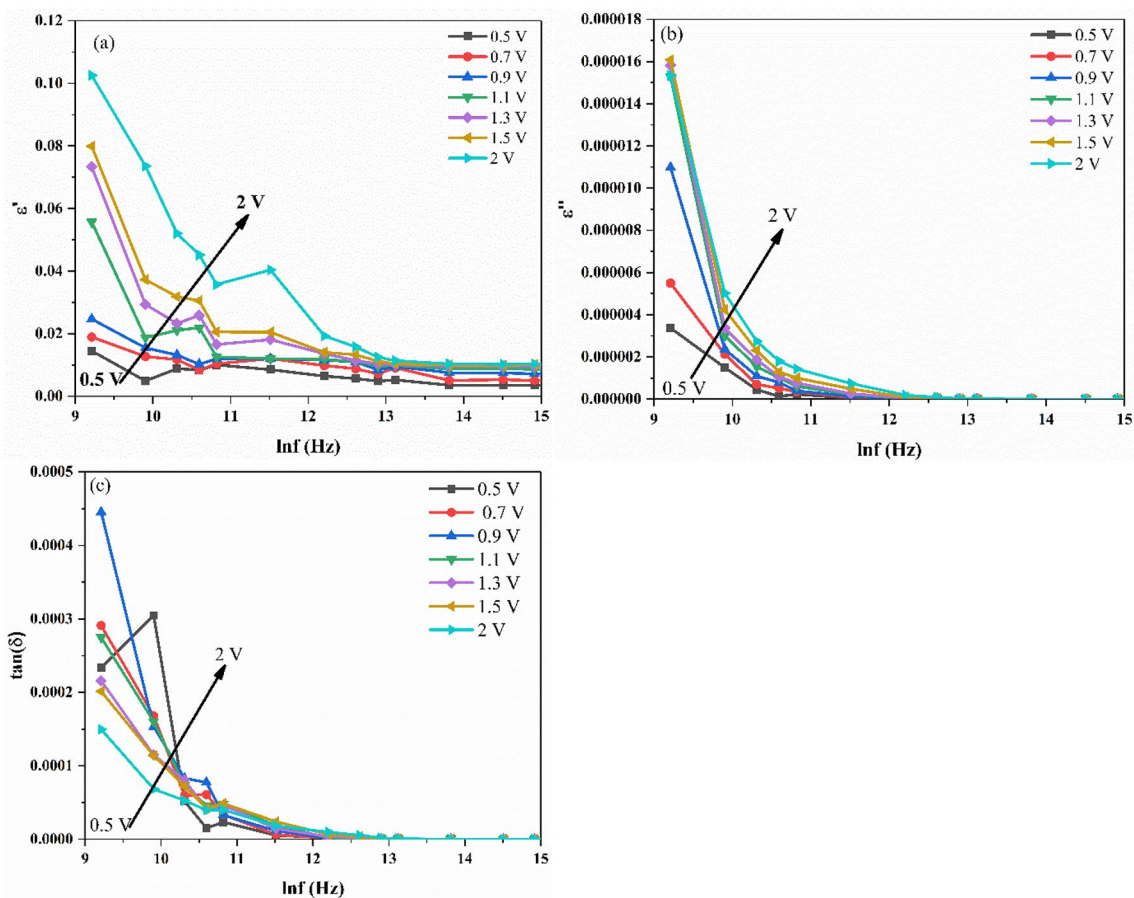 (a)
0.12
0.10
0.08
0.06
0.04
0.02
0.00
ε'
9 10 11 12 13 14 15
lnf (Hz)
0.5 V
0.7 V
0.9 V
1.1 V
1.3 V
1.5 V
2 V
2 V
0.5 V
(b)
0.000018
0.000016
0.000014
0.000012
0.000010
0.000008
0.000006
0.000004
0.000002
0.000000
ε''
9 10 11 12 13 14 15
lnf (Hz)
0.5 V
0.7 V
0.9 V
1.1 V
1.3 V
1.5 V
2 V
2 V
0.5 V
(c)
0.0005
0.0004
0.0003
0.0002
0.0001
0.0000
tan(δ)
9 10 11 12 13 14 15
lnf (Hz)
0.5 V
0.7 V
0.9 V
1.1 V
1.3 V
1.5 V
2 V
2 V
0.5 V